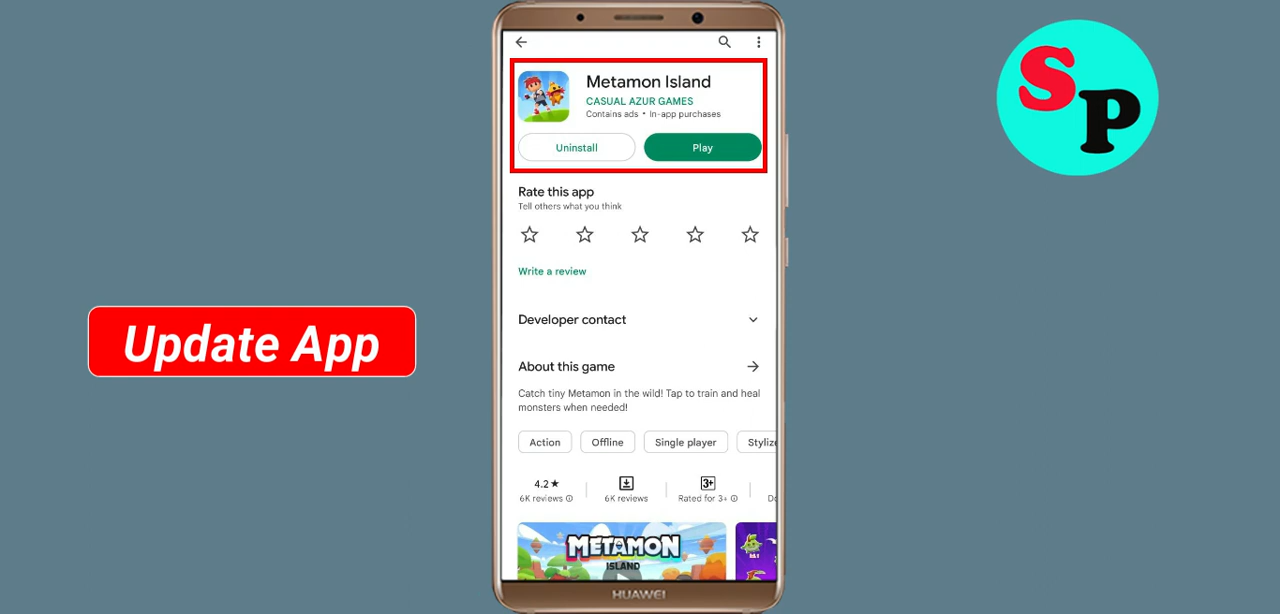 Metamon Island
CASUAL AZUR GAMES
Contains ads • In-app purchases
Uninstall
Play
Rate this app
Tell others what you think
Write a review
Developer contact
About this game
Catch tiny Metamon in the wild! Tap to train and heal
monsters when needed!
Action
Offline
Single player
4.2★
6K reviews
6K reviews
3+
Rated for 3+
METAMON
ISLAND
HUAWEI
Update App
SP